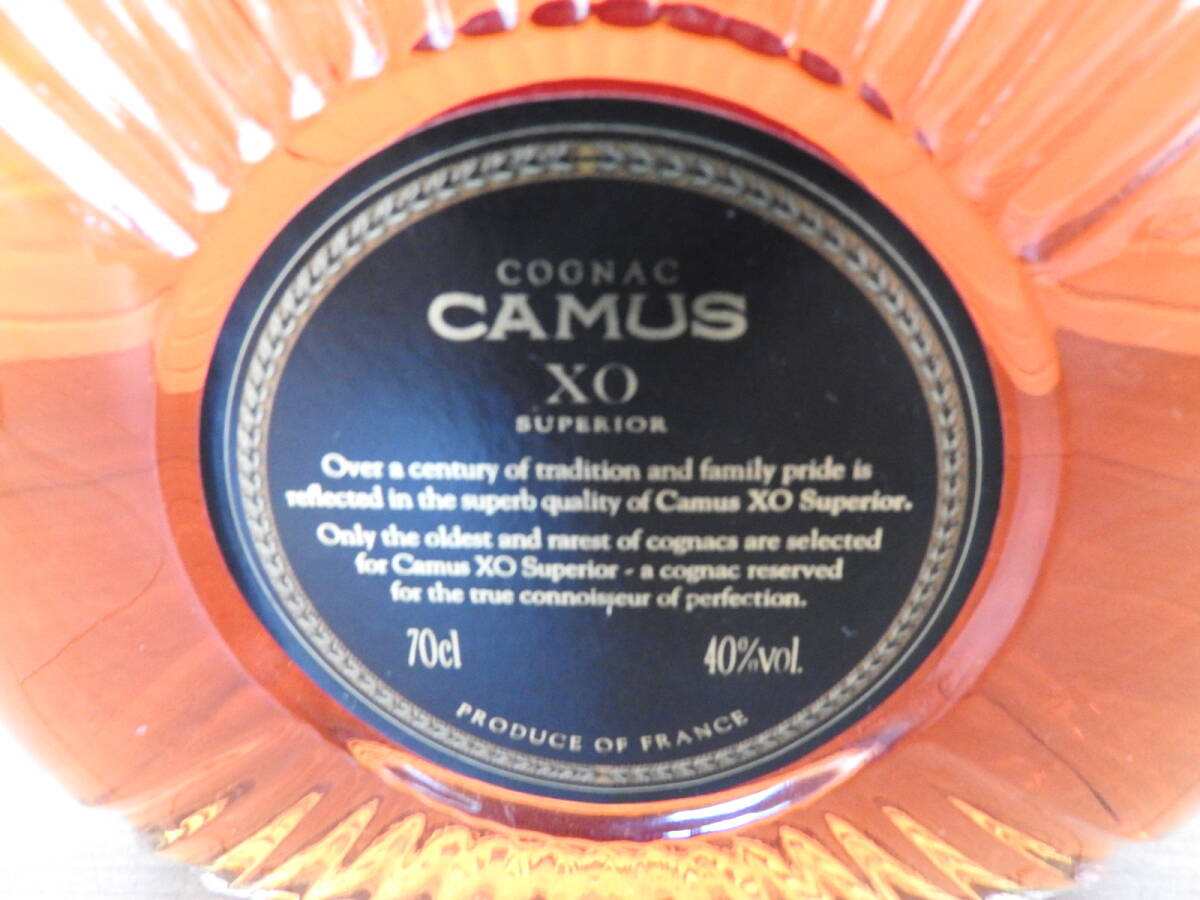 COGNAC
CAMUS
XO
SUPERIOR
Over a century of tradition and family pride is
reflected in the superb quality of Camus XO Superior.
Only the oldest and rarest of cognacs are selected
for Camus XO Superior - a cognac reserved
for the true connoisseur of perfection.
70cl 40%vol.
PRODUCE OF FRANCE